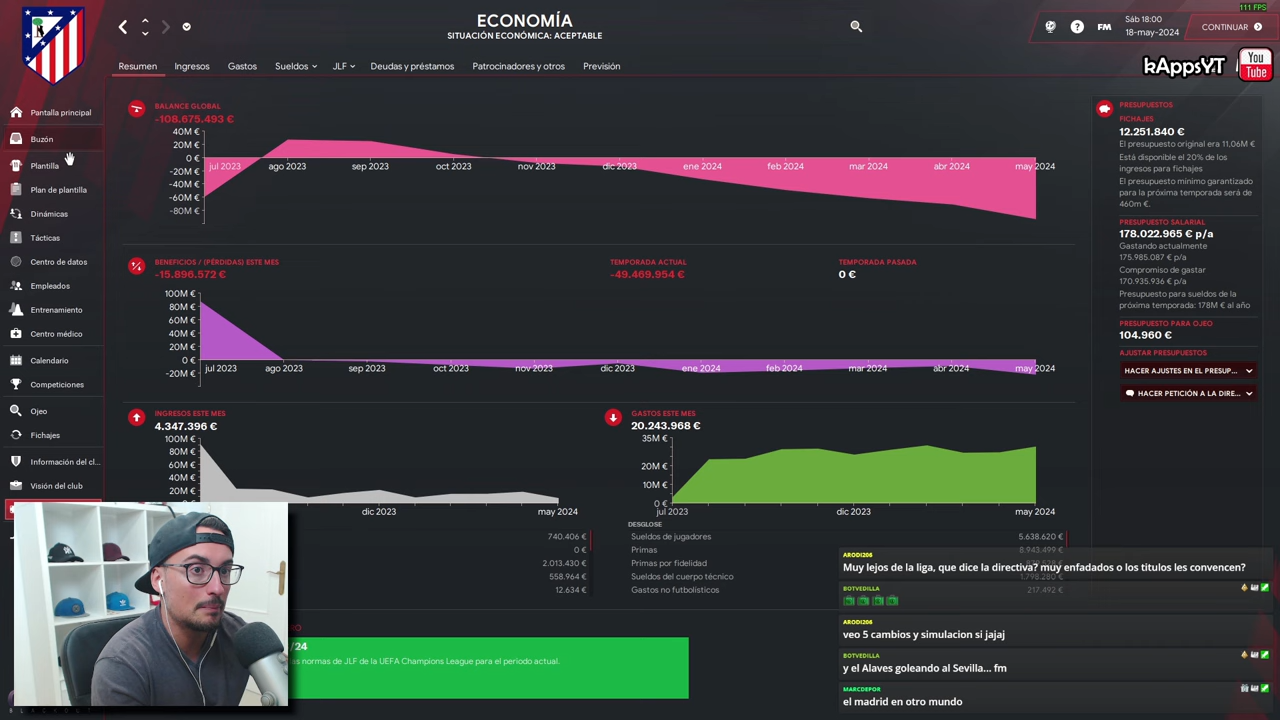 111 FPS
ECONOMÍA
SITUACIÓN ECONÓMICA: ACEPTABLE
FM
Sáb 18:00
18-may-2024
CONTINUAR
Resumen
Ingresos
Gastos
Sueldos
JLF
Deudas y préstamos
Patrocinadores y otros
Previsión
kAppsYT
You
Tube
Pantalla principal
Buzón
Plantilla
Plan de plantilla
Dinámicas
Tácticas
Centro de datos
Empleados
Entrenamiento
Centro médico
Calendario
Competiciones
Ojeo
Fichajes
Información del cl...
Visión del club
BALANCE GLOBAL
-108.675.493 €
40M €
20M €
0 €
-20M €
-40M €
-60M €
-80M €
jul 2023
ago 2023
sep 2023
oct 2023
nov 2023
dic 2023
ene 2024
feb 2024
mar 2024
abr 2024
may 2024
BENEFICIOS / (PÉRDIDAS) ESTE MES
-15.896.572 €
TEMPORADA ACTUAL
-49.469.954 €
TEMPORADA PASADA
0 €
100M €
80M €
60M €
40M €
20M €
0 €
-20M €
jul 2023
ago 2023
sep 2023
oct 2023
nov 2023
dic 2023
ene 2024
feb 2024
mar 2024
abr 2024
may 2024
INGRESOS ESTE MES
4.347.396 €
100M €
80M €
60M €
40M €
20M €
dic 2023
may 2024
740.406 €
0 €
2.013.430 €
558.964 €
12.634 €
GASTOS ESTE MES
20.243.968 €
35M €
20M €
10M €
0 €
jul 2023
dic 2023
may 2024
DESGLOSE
Sueldos de jugadores
5.638.620 €
Primas
8.943.499 €
Primas por fidelidad
Sueldos del cuerpo técnico
1.798.280 €
Gastos no futbolísticos
217.492 €
/24
as normas de JLF de la UEFA Champions League para el periodo actual.
PRESUPUESTOS
FICHAJES
12.251.840 €
El presupuesto original era 11,06M €
Está disponible el 20% de los
ingresos para fichajes
El presupuesto mínimo garantizado
para la próxima temporada será de
460m €.
PRESUPUESTO SALARIAL
178.022.965 € p/a
Gastando actualmente
175.985.087 € p/a
Compromiso de gastar
170.935.936 € p/a
Presupuesto para sueldos de la
próxima temporada: 178M € al año
PRESUPUESTO PARA OJEO
104.960 €
AJUSTAR PRESUPUESTOS
HACER AJUSTES EN EL PRESUP...
HACER PETICIÓN A LA DIRE...
ARODI208
Muy lejos de la liga, que dice la directiva? muy enfadados o los titulos les convencen?
BOTVEDILLA
ARODI208
veo 5 cambios y simulacion si jajaj
BOTVEDILLA
y el Alaves goleando al Sevilla... fm
MARCDEPOR
el madrid en otro mundo